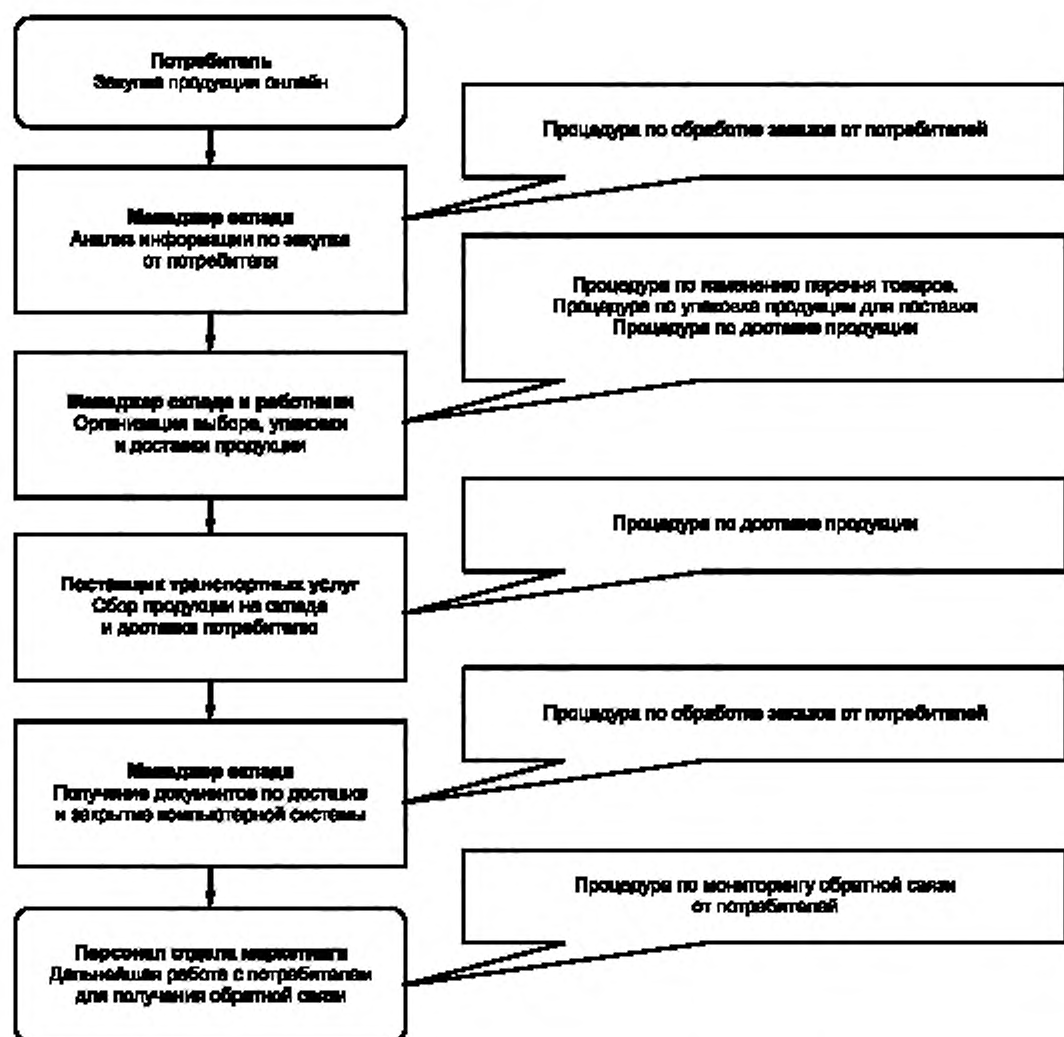 Потребитель
Закупка продукции онлайн
Процедура по обработке заказов от потребителей
Менеджер склада
Анализ информации по закупке
от потребителя
Процедура по изменению перечня товаров.
Процедура по упаковке продукции для поставки
Процедура по доставке продукции
Менеджер склада и работники
Организация выбора, упаковки
и доставки продукции
Процедура по доставке продукции
Поставщик транспортных услуг
Сбор продукции на складе
и доставка потребителю
Процедура по обработке заказов от потребителей
Менеджер склада
Получение документов по доставке
и закрытие компьютерной системы
Процедура по мониторингу обратной связи
от потребителей
Персонал отдела маркетинга
Дальнейшая работа с потребителем
для получения обратной связи